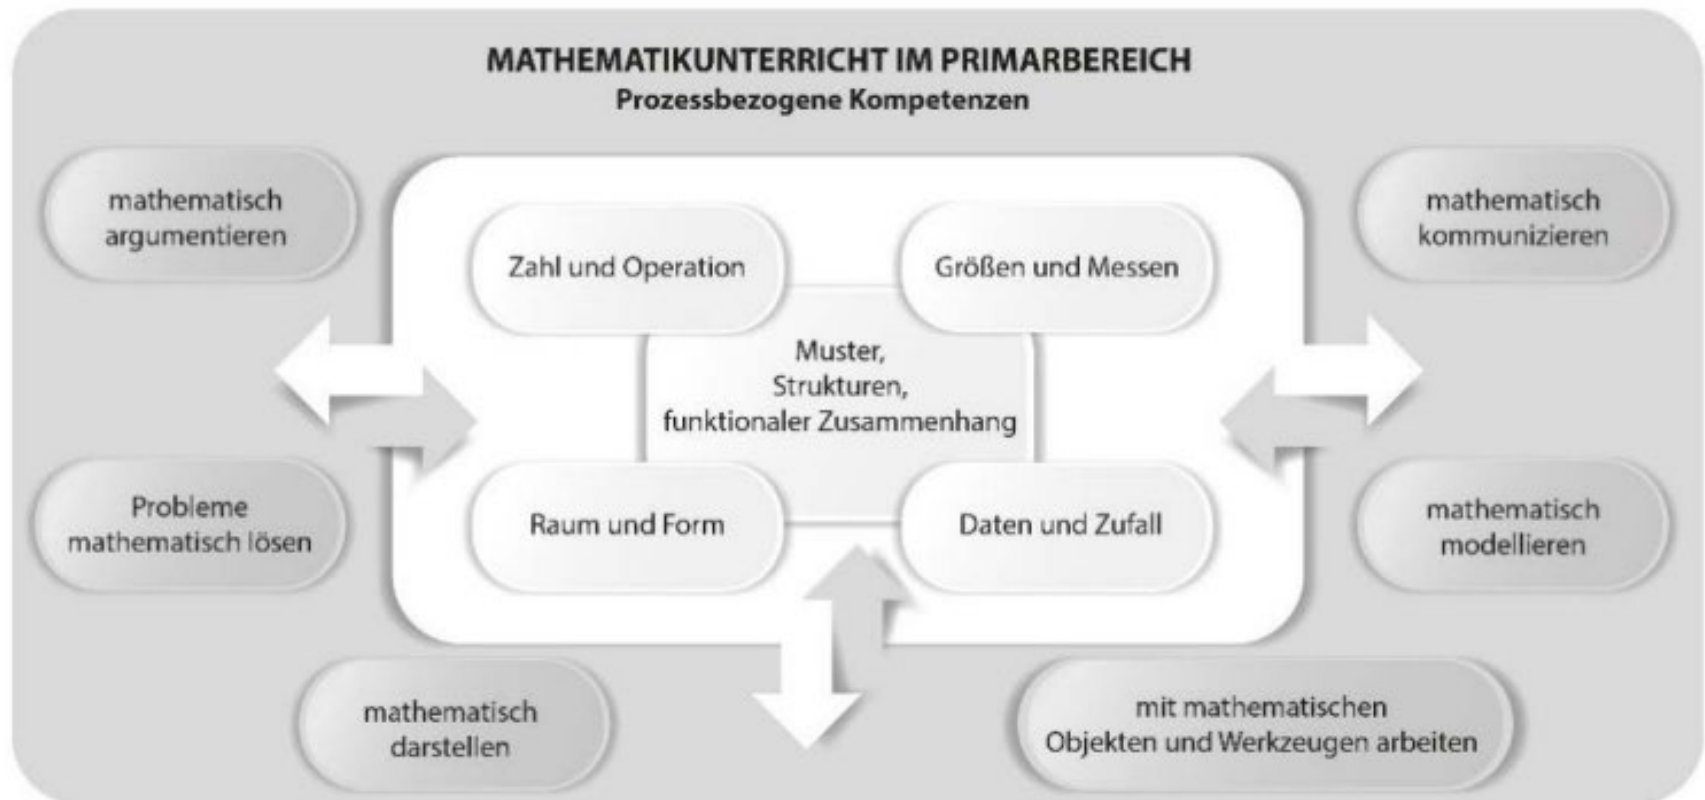 MATHEMATIKUNTERRICHT IM PRIMARBEREICH
Prozessbezogene Kompetenzen
mathematisch
argumentieren
mathematisch
kommunizieren
Zahl und Operation
Größen und Messen
Muster,
Strukturen,
funktionaler Zusammenhang
Probleme
mathematisch lösen
Raum und Form
Daten und Zufall
mathematisch
modellieren
mathematisch
darstellen
mit mathematischen
Objekten und Werkzeugen arbeiten